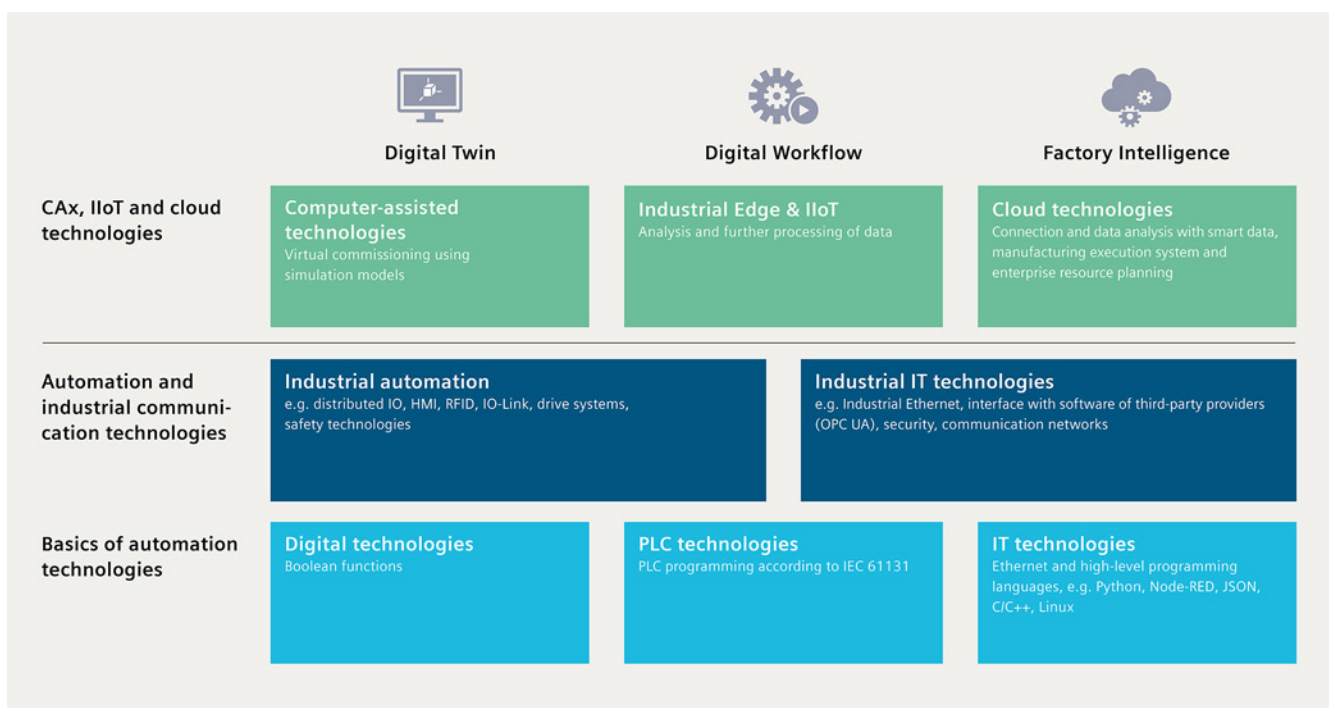 Digital Twin
Digital Workflow
Factory Intelligence
CAx, IIoT and cloud
technologies
Computer-assisted
technologies
Virtual commissioning using
simulation models
Industrial Edge & IIoT
Analysis and further processing of data
Cloud technologies
Connection and data analysis with smart data,
manufacturing execution system and
enterprise resource planning
Automation and
industrial communi-
cation technologies
Industrial automation
e.g. distributed IO, HMI, RFID, IO-Link, drive systems,
safety technologies
Industrial IT technologies
e.g. Industrial Ethernet, interface with software of third-party providers
(OPC UA), security, communication networks
Basics of automation
technologies
Digital technologies
Boolean functions
PLC technologies
PLC programming according to IEC 61131
IT technologies
Ethernet and high-level programming
languages, e.g. Python, Node-RED, JSON,
C/C++, Linux